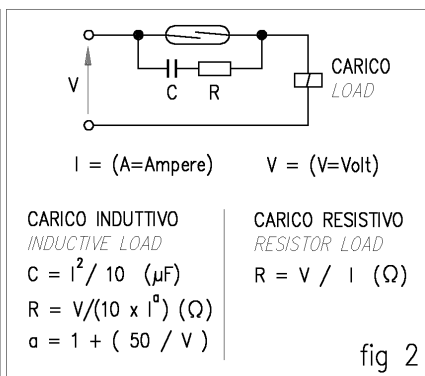 V
C R
CARICO
LOAD
I = (A=Ampere) V = (V=Volt)
CARICO INDUTTIVO
INDUCTIVE LOAD
C = I²/ 10 (µF)
R = V/(10 x Iᵃ) (Ω)
a = 1 + ( 50 / V )
CARICO RESISTIVO
RESISTOR LOAD
R = V / I (Ω)
fig 2